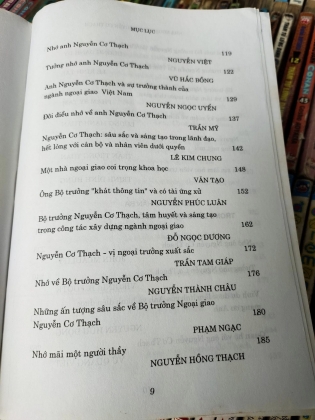 MỤC LỤC
Nhớ anh Nguyễn Cơ Thạch
119
NGUYỄN VIỆT
Tưởng nhớ anh Nguyễn Cơ Thạch
122
VŨ HẮC BỒNG
Anh Nguyễn Cơ Thạch và sự trưởng thành của
ngành ngoại giao Việt Nam
129
NGUYỄN NGỌC UYỂN
Đôi điều nhớ về anh Nguyễn Cơ Thạch
137
TRẦN MỸ
Nguyễn Cơ Thạch: sâu sắc và sáng tạo trong lãnh đạo,
hết lòng với cán bộ và nhân viên dưới quyền
142
LÊ KIM CHUNG
Một nhà ngoại giao coi trọng khoa học
148
VĂN TẠO
Ông Bộ trưởng "khát thông tin" và có tài ứng xử
152
NGUYỄN PHÚC LUÂN
Bộ trưởng Nguyễn Cơ Thạch, tâm huyết và sáng tạo
trong công tác xây dựng ngành ngoại giao
162
ĐỖ NGỌC DƯƠNG
Nguyễn Cơ Thạch - vị ngoại trưởng xuất sắc
172
TRẦN TAM GIÁP
Nhớ về Bộ trưởng Nguyễn Cơ Thạch
176
NGUYỄN THÀNH CHÂU
Những ấn tượng sâu sắc về Bộ trưởng Ngoại giao
Nguyễn Cơ Thạch
180
PHẠM NGẠC
Nhớ mãi một người thầy
185
NGUYỄN HỒNG THẠCH
9